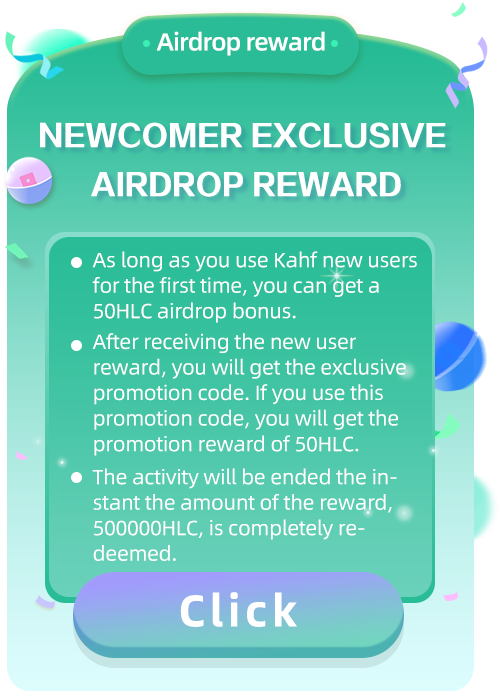 Airdrop reward
NEWCOMER EXCLUSIVE
AIRDROP REWARD
As long as you use Kahf new users
for the first time, you can get a
50HLC airdrop bonus.
After receiving the new user
reward, you will get the exclusive
promotion code. If you use this
promotion code, you will get the
promotion reward of 50HLC.
The activity will be ended the in-
stant the amount of the reward,
500000HLC, is completely re-
deemed.
Click